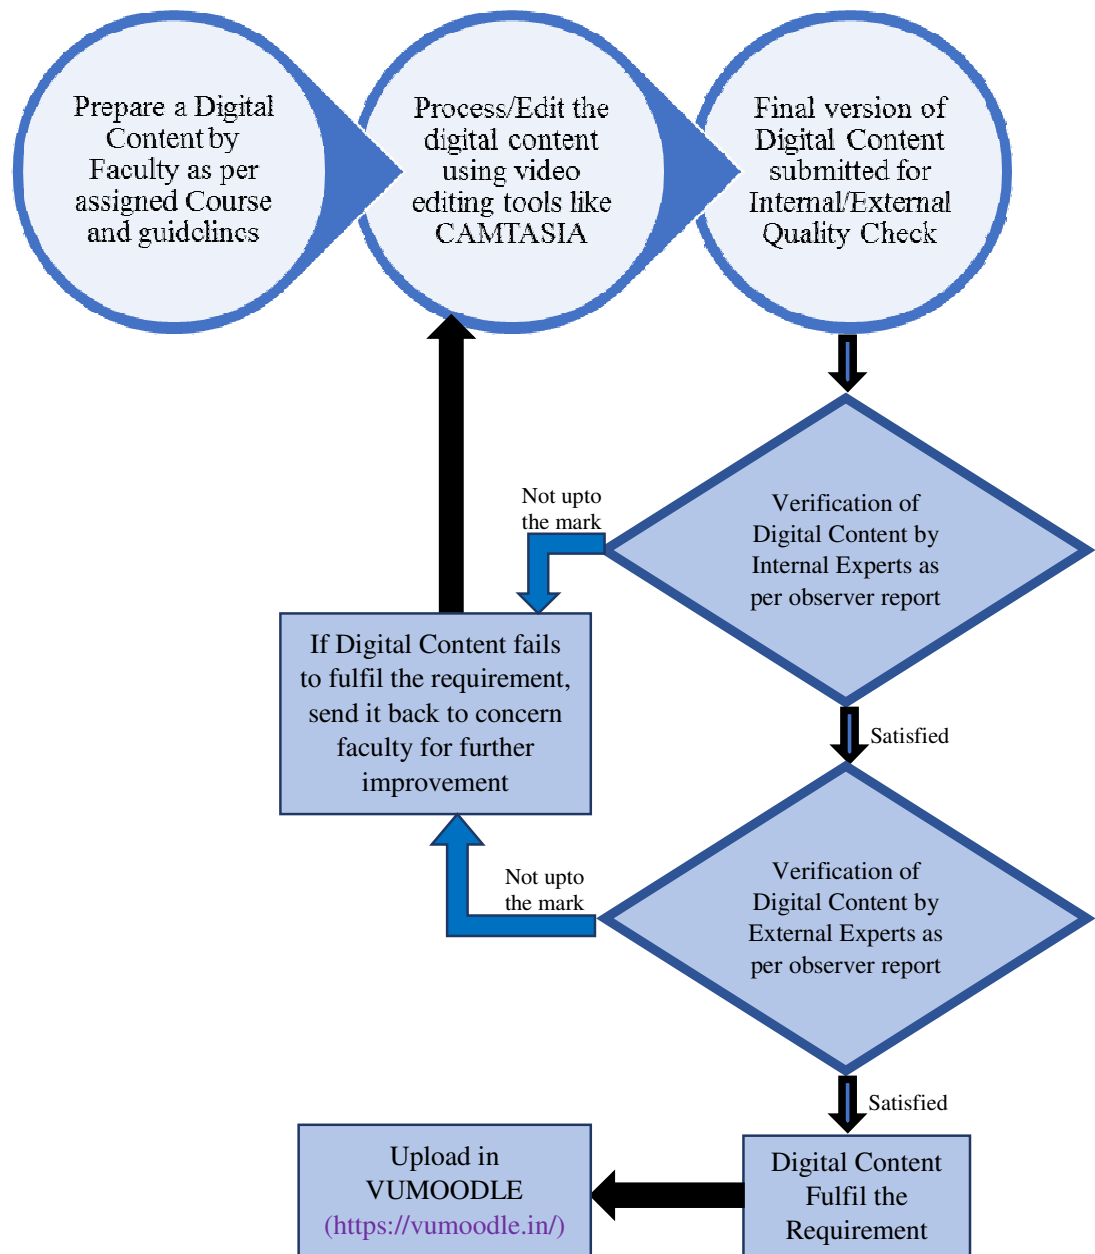 Prepare a Digital
Content by
Faculty as per
assigned Course
and guidelines
Process/Edit the
digital content
using video
editing tools like
CAMTASIA
Final version of
Digital Content
submitted for
Internal/External
Quality Check
Verification of
Digital Content by
Internal Experts as
per observer report
Not upto
the mark
If Digital Content fails
to fulfil the requirement,
send it back to concern
faculty for further
improvement
Satisfied
Verification of
Digital Content by
External Experts as
per observer report
Not upto
the mark
Satisfied
Digital Content
Fulfil the
Requirement
Upload in
VUMOODLE
(https://vumoodle.in/)